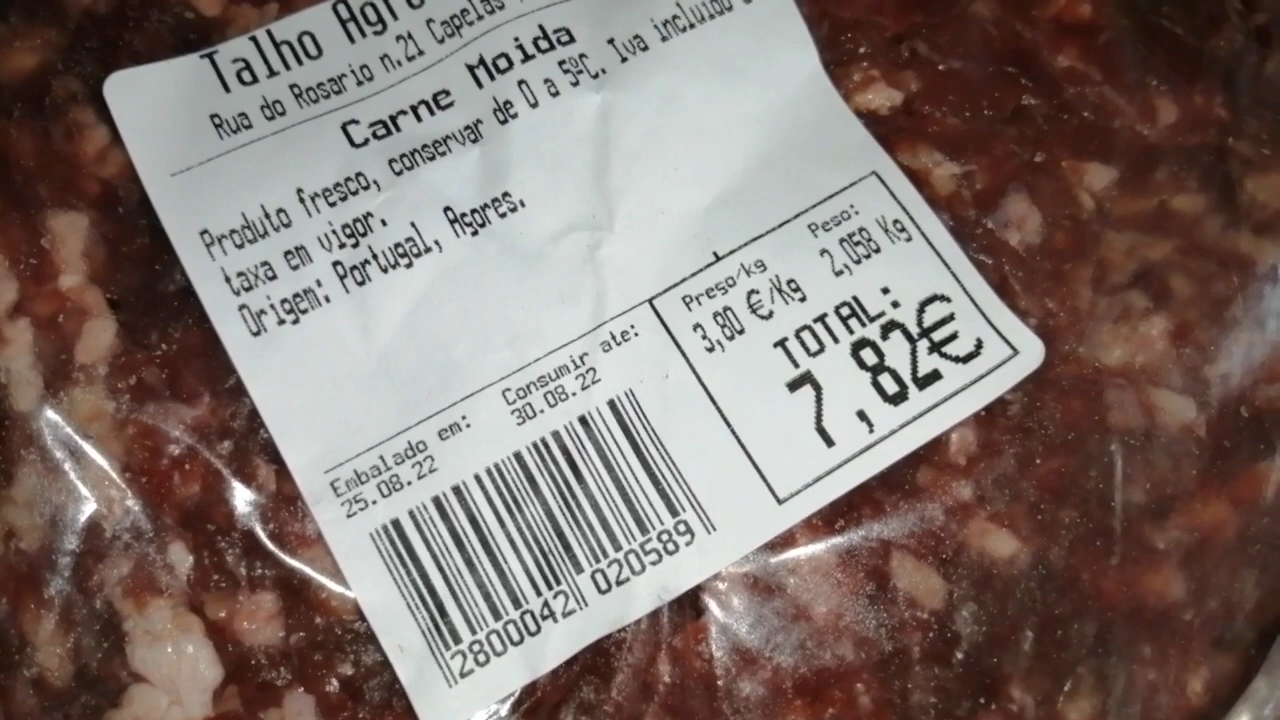 Talho Agro
Rua do Rosario n.21 Capelas
Carne Moida
Produto fresco, conservar de 0 a 5ºC. Iva incluido
taxa em vigor.
Origem: Portugal, Açores.
Embalado em:
25.08.22
Consumir ate:
30.08.22
Preso/kg
3,80 €/Kg
Peso:
2,058 Kg
TOTAL:
7,82€
2800042 020589